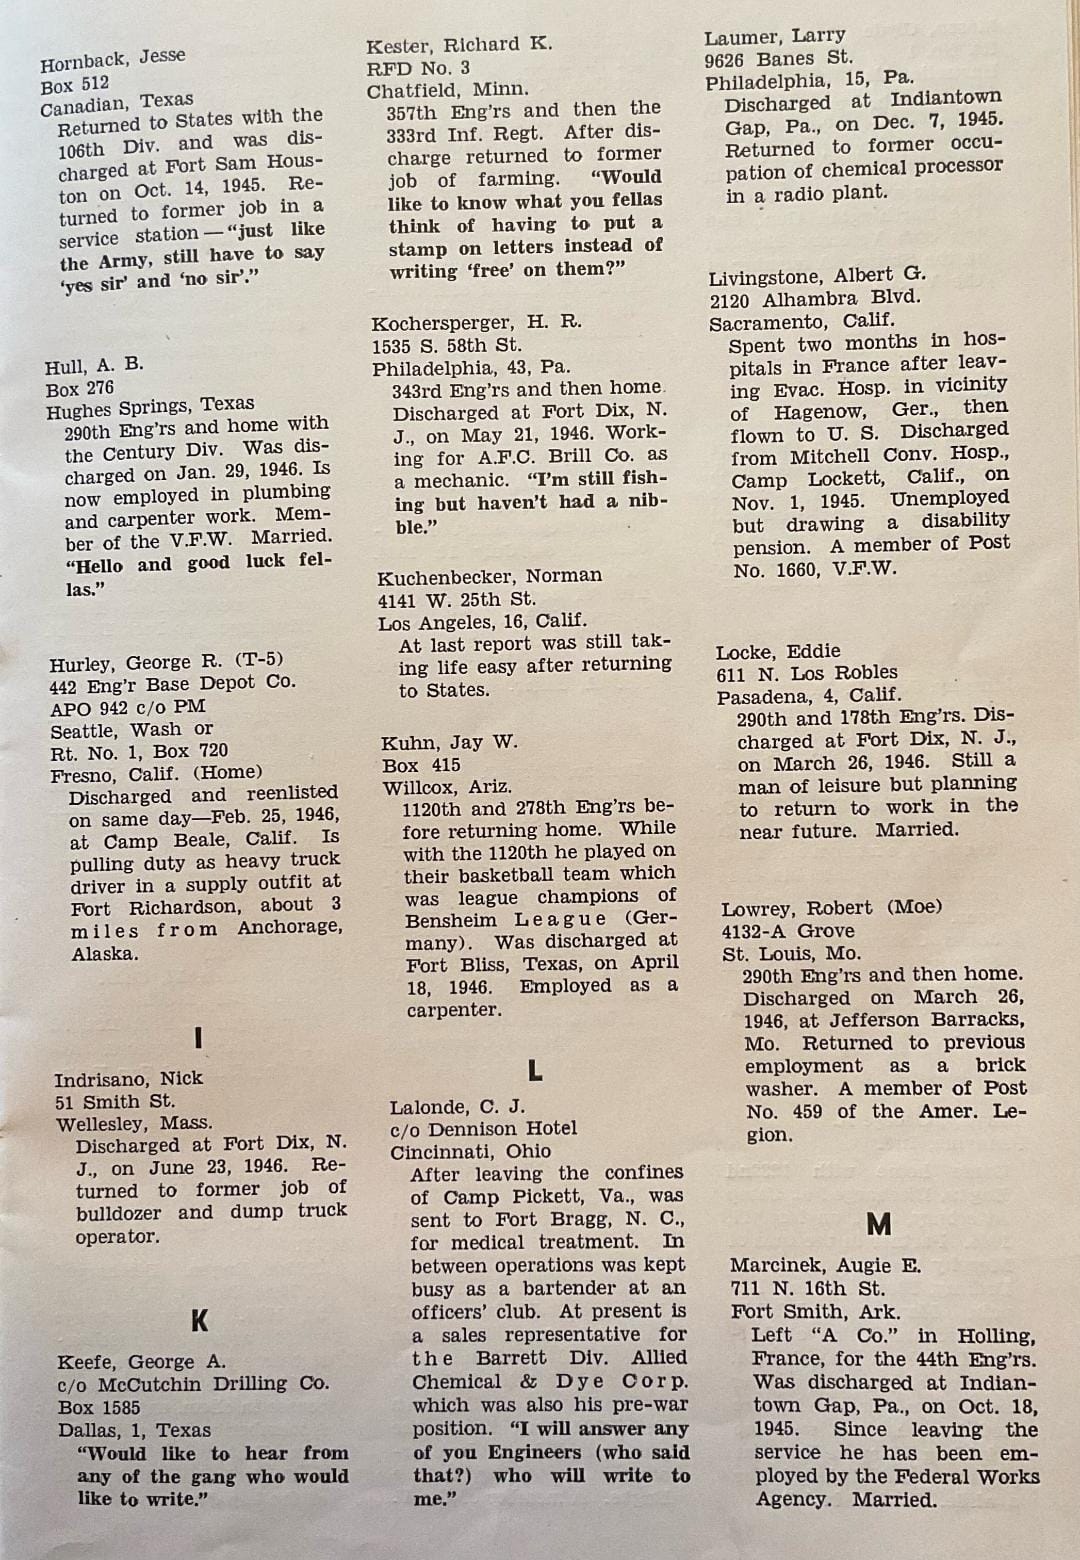 Hornback, Jesse
Box 512
Canadian, Texas
Returned to States with the
106th Div. and was dis-
charged at Fort Sam Hous-
ton on Oct. 14, 1945. Re-
turned to former job in a
service station — “just like
the Army, still have to say
‘yes sir’ and ‘no sir’.”
Hull, A. B.
Box 276
Hughes Springs, Texas
290th Eng’rs and home with
the Century Div. Was dis-
charged on Jan. 29, 1946. Is
now employed in plumbing
and carpenter work. Mem-
ber of the V.F.W. Married.
“Hello and good luck fel-
las.”
Hurley, George R. (T-5)
442 Eng’r Base Depot Co.
APO 942 c/o PM
Seattle, Wash or
Rt. No. 1, Box 720
Fresno, Calif. (Home)
Discharged and reenlisted
on same day—Feb. 25, 1946,
at Camp Beale, Calif. Is
pulling duty as heavy truck
driver in a supply outfit at
Fort Richardson, about 3
miles from Anchorage,
Alaska.
I
Indrisano, Nick
51 Smith St.
Wellesley, Mass.
Discharged at Fort Dix, N.
J., on June 23, 1946. Re-
turned to former job of
bulldozer and dump truck
operator.
K
Keefe, George A.
c/o McCutchin Drilling Co.
Box 1585
Dallas, 1, Texas
“Would like to hear from
any of the gang who would
like to write.”
Kester, Richard K.
RFD No. 3
Chatfield, Minn.
357th Eng’rs and then the
333rd Inf. Regt. After dis-
charge returned to former
job of farming. “Would
like to know what you fellas
think of having to put a
stamp on letters instead of
writing ‘free’ on them?”
Kochersperger, H. R.
1535 S. 58th St.
Philadelphia, 43, Pa.
343rd Eng’rs and then home.
Discharged at Fort Dix, N.
J., on May 21, 1946. Work-
ing for A.F.C. Brill Co. as
a mechanic. “I’m still fish-
ing but haven’t had a nib-
ble.”
Kuchenbecker, Norman
4141 W. 25th St.
Los Angeles, 16, Calif.
At last report was still tak-
ing life easy after returning
to States.
Kuhn, Jay W.
Box 415
Willcox, Ariz.
1120th and 278th Eng’rs be-
fore returning home. While
with the 1120th he played on
their basketball team which
was league champions of
Bensheim League (Ger-
many). Was discharged at
Fort Bliss, Texas, on April
18, 1946. Employed as a
carpenter.
L
Lalonde, C. J.
c/o Dennison Hotel
Cincinnati, Ohio
After leaving the confines
of Camp Pickett, Va., was
sent to Fort Bragg, N. C.,
for medical treatment. In
between operations was kept
busy as a bartender at an
officers’ club. At present is
a sales representative for
the Barrett Div. Allied
Chemical & Dye Corp.
which was also his pre-war
position. “I will answer any
of you Engineers (who said
that?) who will write to
me.”
Laumer, Larry
9626 Banes St.
Philadelphia, 15, Pa.
Discharged at Indiantown
Gap, Pa., on Dec. 7, 1945.
Returned to former occu-
pation of chemical processor
in a radio plant.
Livingstone, Albert G.
2120 Alhambra Blvd.
Sacramento, Calif.
Spent two months in hos-
pitals in France after leav-
ing Evac. Hosp. in vicinity
of Hagenow, Ger., then
flown to U. S. Discharged
from Mitchell Conv. Hosp.,
Camp Lockett, Calif., on
Nov. 1, 1945. Unemployed
but drawing a disability
pension. A member of Post
No. 1660, V.F.W.
Locke, Eddie
611 N. Los Robles
Pasadena, 4, Calif.
290th and 178th Eng’rs. Dis-
charged at Fort Dix, N. J.,
on March 26, 1946. Still a
man of leisure but planning
to return to work in the
near future. Married.
Lowrey, Robert (Moe)
4132-A Grove
St. Louis, Mo.
290th Eng’rs and then home.
Discharged on March 26,
1946, at Jefferson Barracks,
Mo. Returned to previous
employment as a brick
washer. A member of Post
No. 459 of the Amer. Le-
gion.
M
Marcinek, Augie E.
711 N. 16th St.
Fort Smith, Ark.
Left “A Co.” in Holling,
France, for the 44th Eng’rs.
Was discharged at Indian-
town Gap, Pa., on Oct. 18,
1945. Since leaving the
service he has been em-
ployed by the Federal Works
Agency. Married.